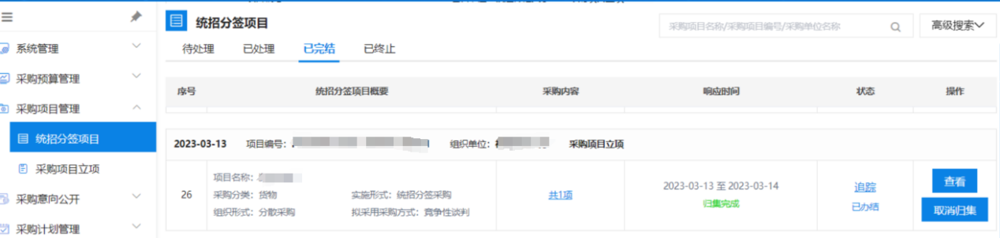 统招分签项目
采购项目名称/采购项目编号/采购单位名称
高级搜索
待处理 已处理 已完结 已终止
系统管理
采购预算管理
采购项目管理
统招分签项目
采购项目立项
采购意向公开
采购计划管理
序号 统招分签项目概要 采购内容 响应时间 状态 操作
2023-03-13 项目编号: 组织单位: 采购项目立项
26
项目名称:
采购分类:货物 实施形式:统招分签采购
组织形式:分散采购 拟采用采购方式:竞争性谈判
共1项
2023-03-13 至 2023-03-14
归集完成
追踪
已办结
查看
取消归集